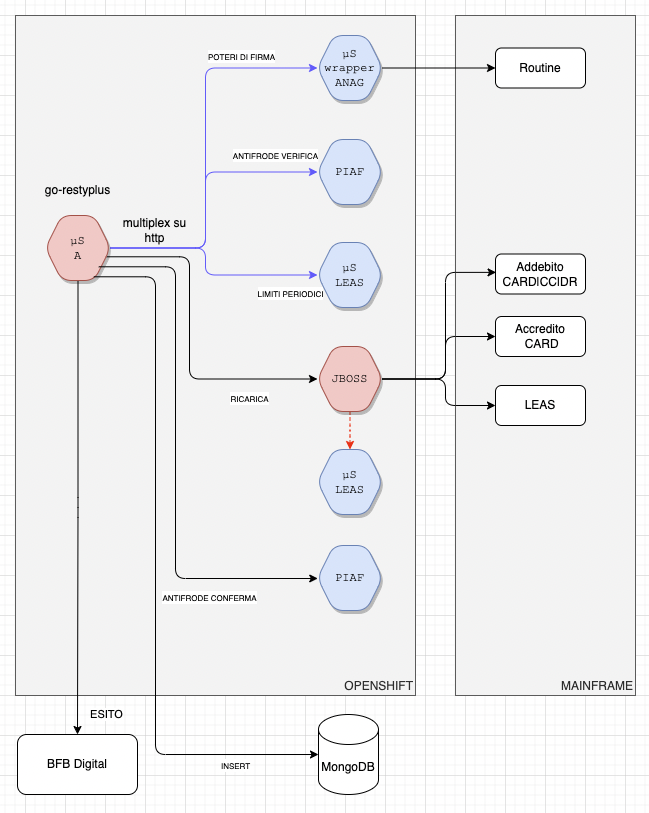 POTERI DI FIRMA
µS
wrapper
ANAG
Routine
ANTIFRODE VERIFICA
PIAF
go-restyplus
multiplex su
http
µS
A
µS
LEAS
LIMITI PERIODICI
Addebito
CARDICCIDR
Accredito
CARD
JBOSS
RICARICA
LEAS
µS
LEAS
PIAF
ANTIFRODE CONFERMA
OPENSHIFT
MAINFRAME
ESITO
BFB Digital
INSERT
MongoDB